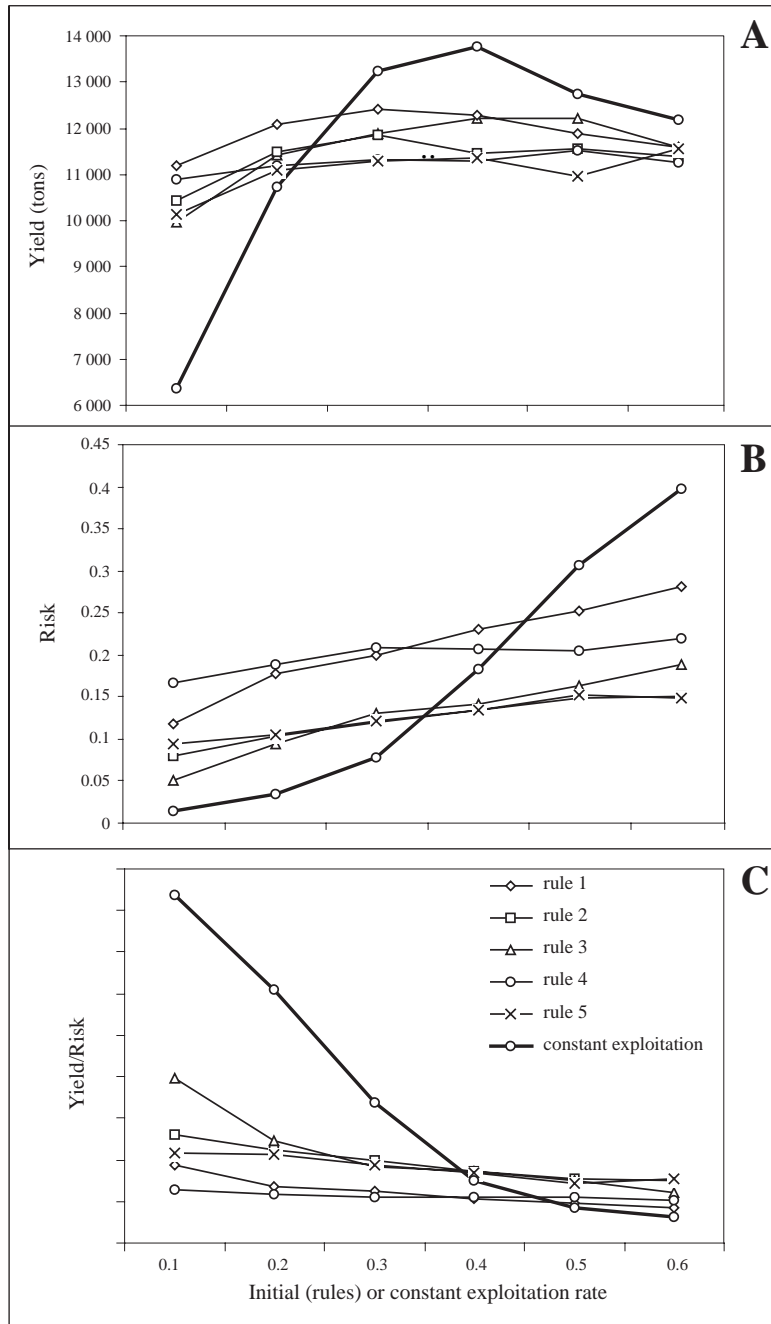 A
14 000
13 000
12 000
11 000
10 000
9 000
8 000
7 000
6 000
Yield (tons)
B
0.45
0.4
0.35
0.3
0.25
0.2
0.15
0.1
0.05
0
Risk
C
rule 1
rule 2
rule 3
rule 4
rule 5
constant exploitation
Yield/Risk
0.1 0.2 0.3 0.4 0.5 0.6
Initial (rules) or constant exploitation rate